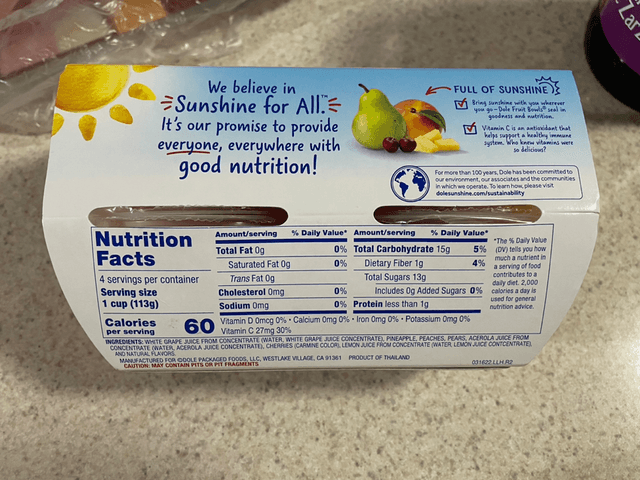 We believe in
Sunshine for All.™
It's our promise to provide
everyone, everywhere with
good nutrition!
FULL OF SUNSHINE
Bring sunshine with you wherever
you go - Dole Fruit Bowls® seal in
goodness and nutrition.
Vitamin C is an antioxidant that
helps support a healthy immune
system. Who knew vitamins were
so delicious?
For more than 100 years, Dole has been committed to
our environment, our associates and the communities
in which we operate. To learn how, please visit
dolesunshine.com/sustainability
Nutrition
Facts
4 servings per container
Serving size
1 cup (113g)
Calories
per serving
60
Amount/serving % Daily Value*
Total Fat 0g 0%
Saturated Fat 0g 0%
Trans Fat 0g
Cholesterol 0mg 0%
Sodium 0mg 0%
Amount/serving % Daily Value*
Total Carbohydrate 15g 5%
Dietary Fiber 1g 4%
Total Sugars 13g
Includes 0g Added Sugars 0%
Protein less than 1g
Vitamin D 0mcg 0% • Calcium 0mg 0% • Iron 0mg 0% • Potassium 0mg 0%
Vitamin C 27mg 30%
*The % Daily Value
(DV) tells you how
much a nutrient in
a serving of food
contributes to a
daily diet. 2,000
calories a day is
used for general
nutrition advice.
INGREDIENTS: WHITE GRAPE JUICE FROM CONCENTRATE (WATER, WHITE GRAPE JUICE CONCENTRATE), PINEAPPLE, PEACHES, PEARS, ACEROLA JUICE FROM
CONCENTRATE (WATER, ACEROLA JUICE CONCENTRATE), CHERRIES (CARMINE COLOR), LEMON JUICE FROM CONCENTRATE (WATER, LEMON JUICE CONCENTRATE),
AND NATURAL FLAVORS.
MANUFACTURED FOR ©DOLE PACKAGED FOODS, LLC, WESTLAKE VILLAGE, CA 91361 PRODUCT OF THAILAND
CAUTION: MAY CONTAIN PITS OR PIT FRAGMENTS
031622.LLH.R2